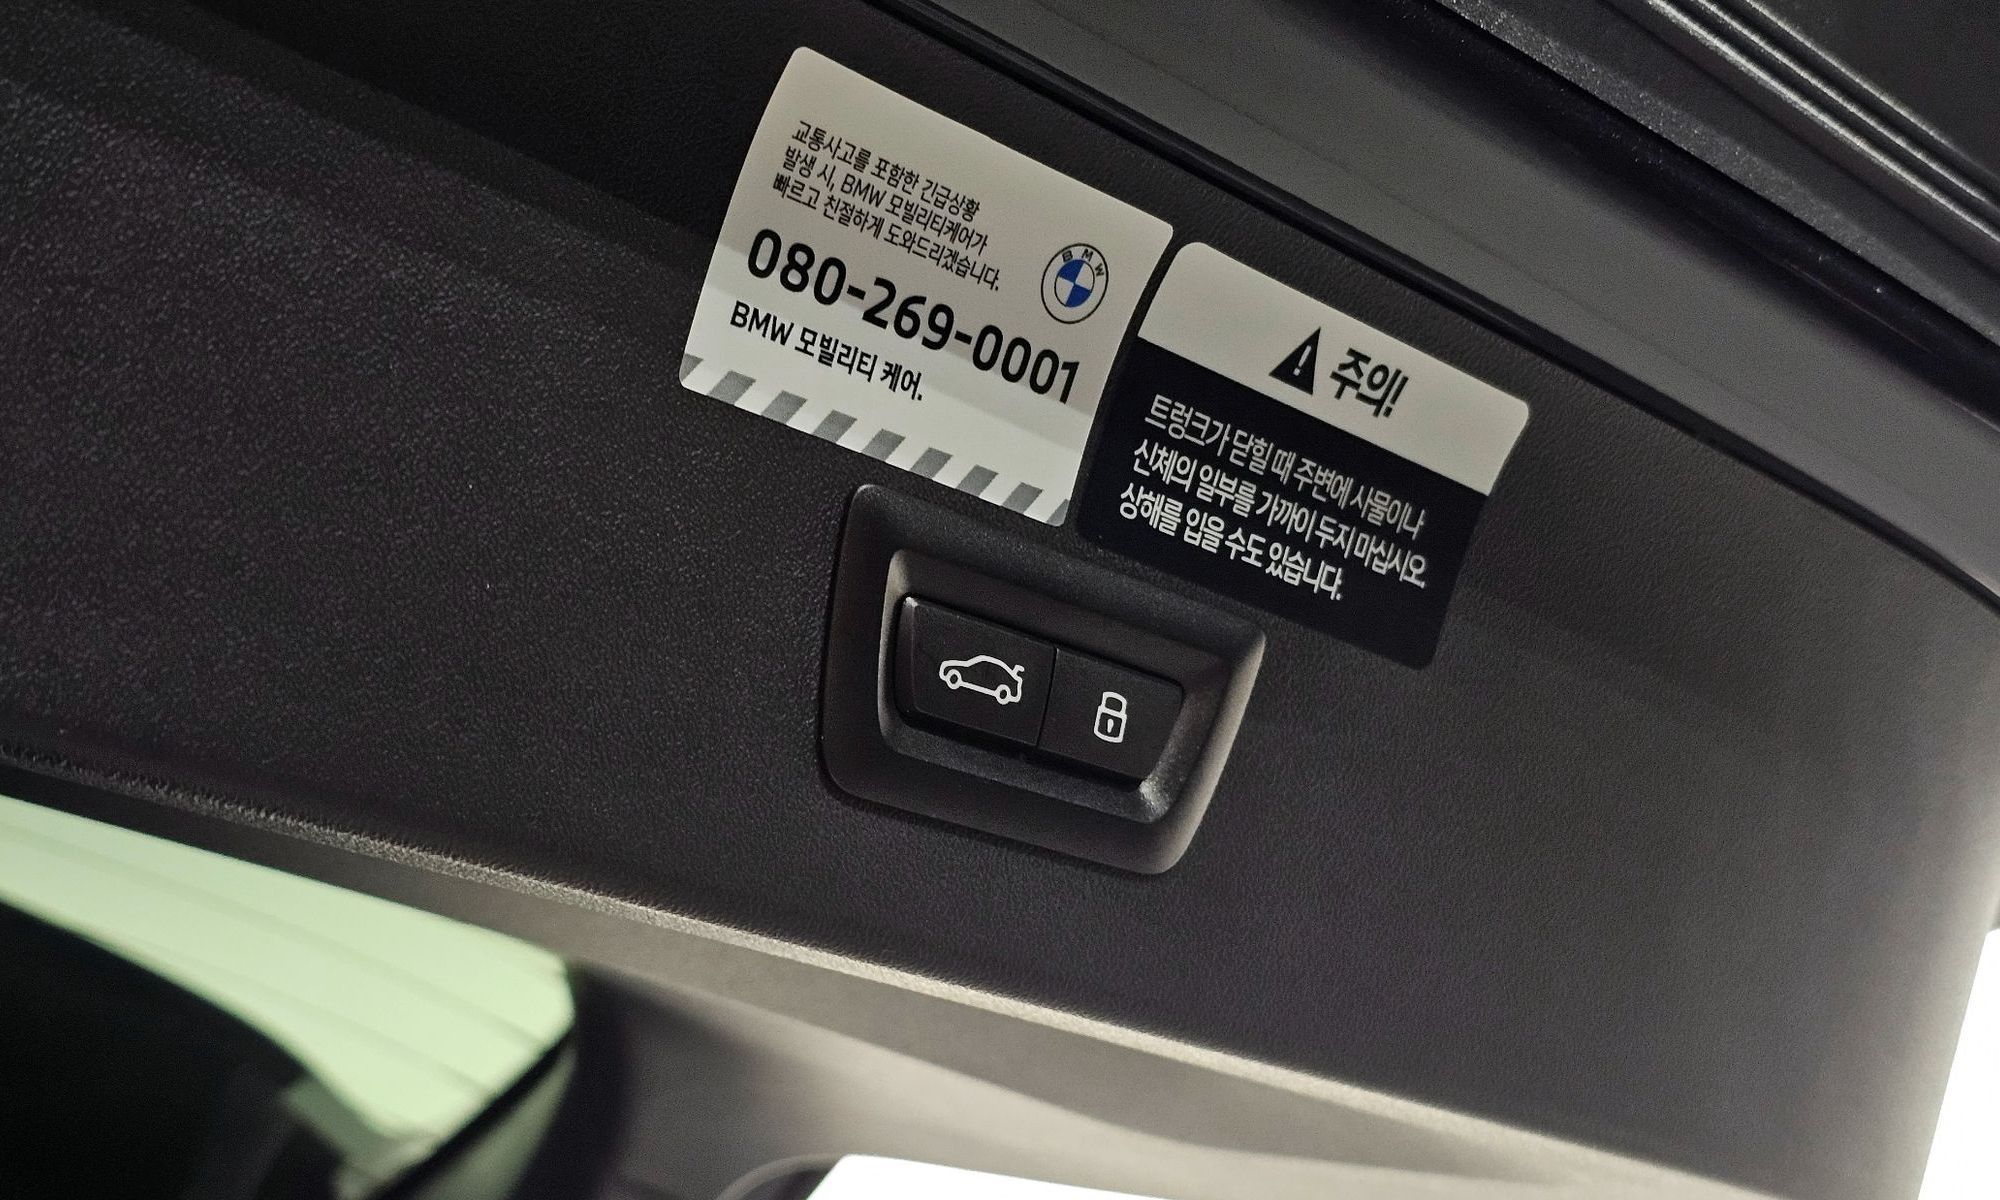 교통사고를 포함한 긴급상황
발생 시, BMW 모빌리티케어가
빠르고 친절하게 도와드리겠습니다.
080-269-0001
BMW 모빌리티 케어.
BMW
주의!
트렁크가 닫힐 때 주변에 사물이나
신체의 일부를 가까이 두지 마십시오.
상해를 입을 수도 있습니다.